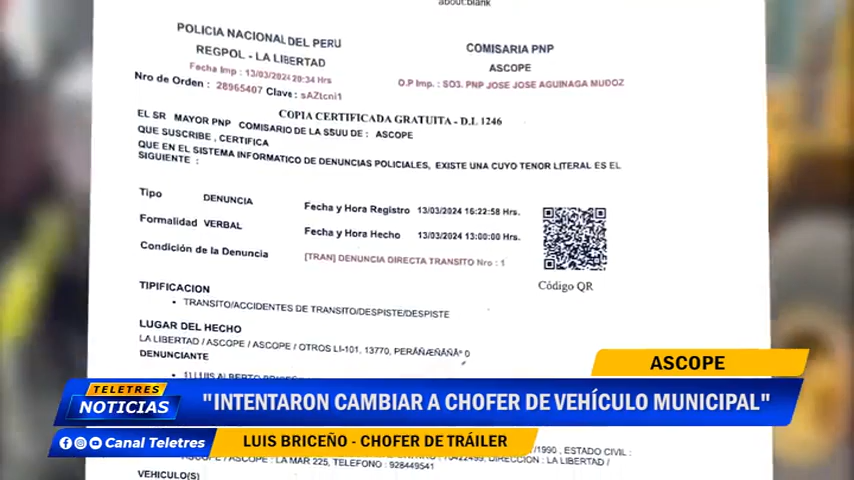 about:blank
POLICIA NACIONAL DEL PERU
REGPOL - LA LIBERTAD
Fecha Imp : 13/03/2024 20:34 Hrs
Nro de Orden : 28965407 Clave : sAZtcni1
COMISARIA PNP
ASCOPE
O.P Imp. : SO3. PNP JOSE JOSE AGUINAGA MUDOZ
COPIA CERTIFICADA GRATUITA - D.L 1246
EL SR MAYOR PNP COMISARIO DE LA SSUU DE : ASCOPE
QUE SUSCRIBE , CERTIFICA
QUE EN EL SISTEMA INFORMATICO DE DENUNCIAS POLICIALES, EXISTE UNA CUYO TENOR LITERAL ES EL
SIGUIENTE :
Tipo DENUNCIA
Formalidad VERBAL
Condición de la Denuncia
Fecha y Hora Registro 13/03/2024 16:22:58 Hrs.
Fecha y Hora Hecho 13/03/2024 13:00:00 Hrs.
[TRAN] DENUNCIA DIRECTA TRANSITO Nro : 1
Código QR
TIPIFICACION
• TRANSITO/ACCIDENTES DE TRANSITO/DESPISTE/DESPISTE
LUGAR DEL HECHO
LA LIBERTAD / ASCOPE / ASCOPE / OTROS LI-101, 13770, PERÃÑÆÑÃÑÂ° 0
DENUNCIANTE
• 1) LUIS ALBERTO
ASCOPE
TELETRES
NOTICIAS
"INTENTARON CAMBIAR A CHOFER DE VEHÍCULO MUNICIPAL"
Canal Teletres
LUIS BRICEÑO - CHOFER DE TRÁILER
/1990 , ESTADO CIVIL :
DIRECCION : LA LIBERTAD /
ASCOPE / ASCOPE : LA MAR 225, TELEFONO : 928449541
VEHICULO(S)